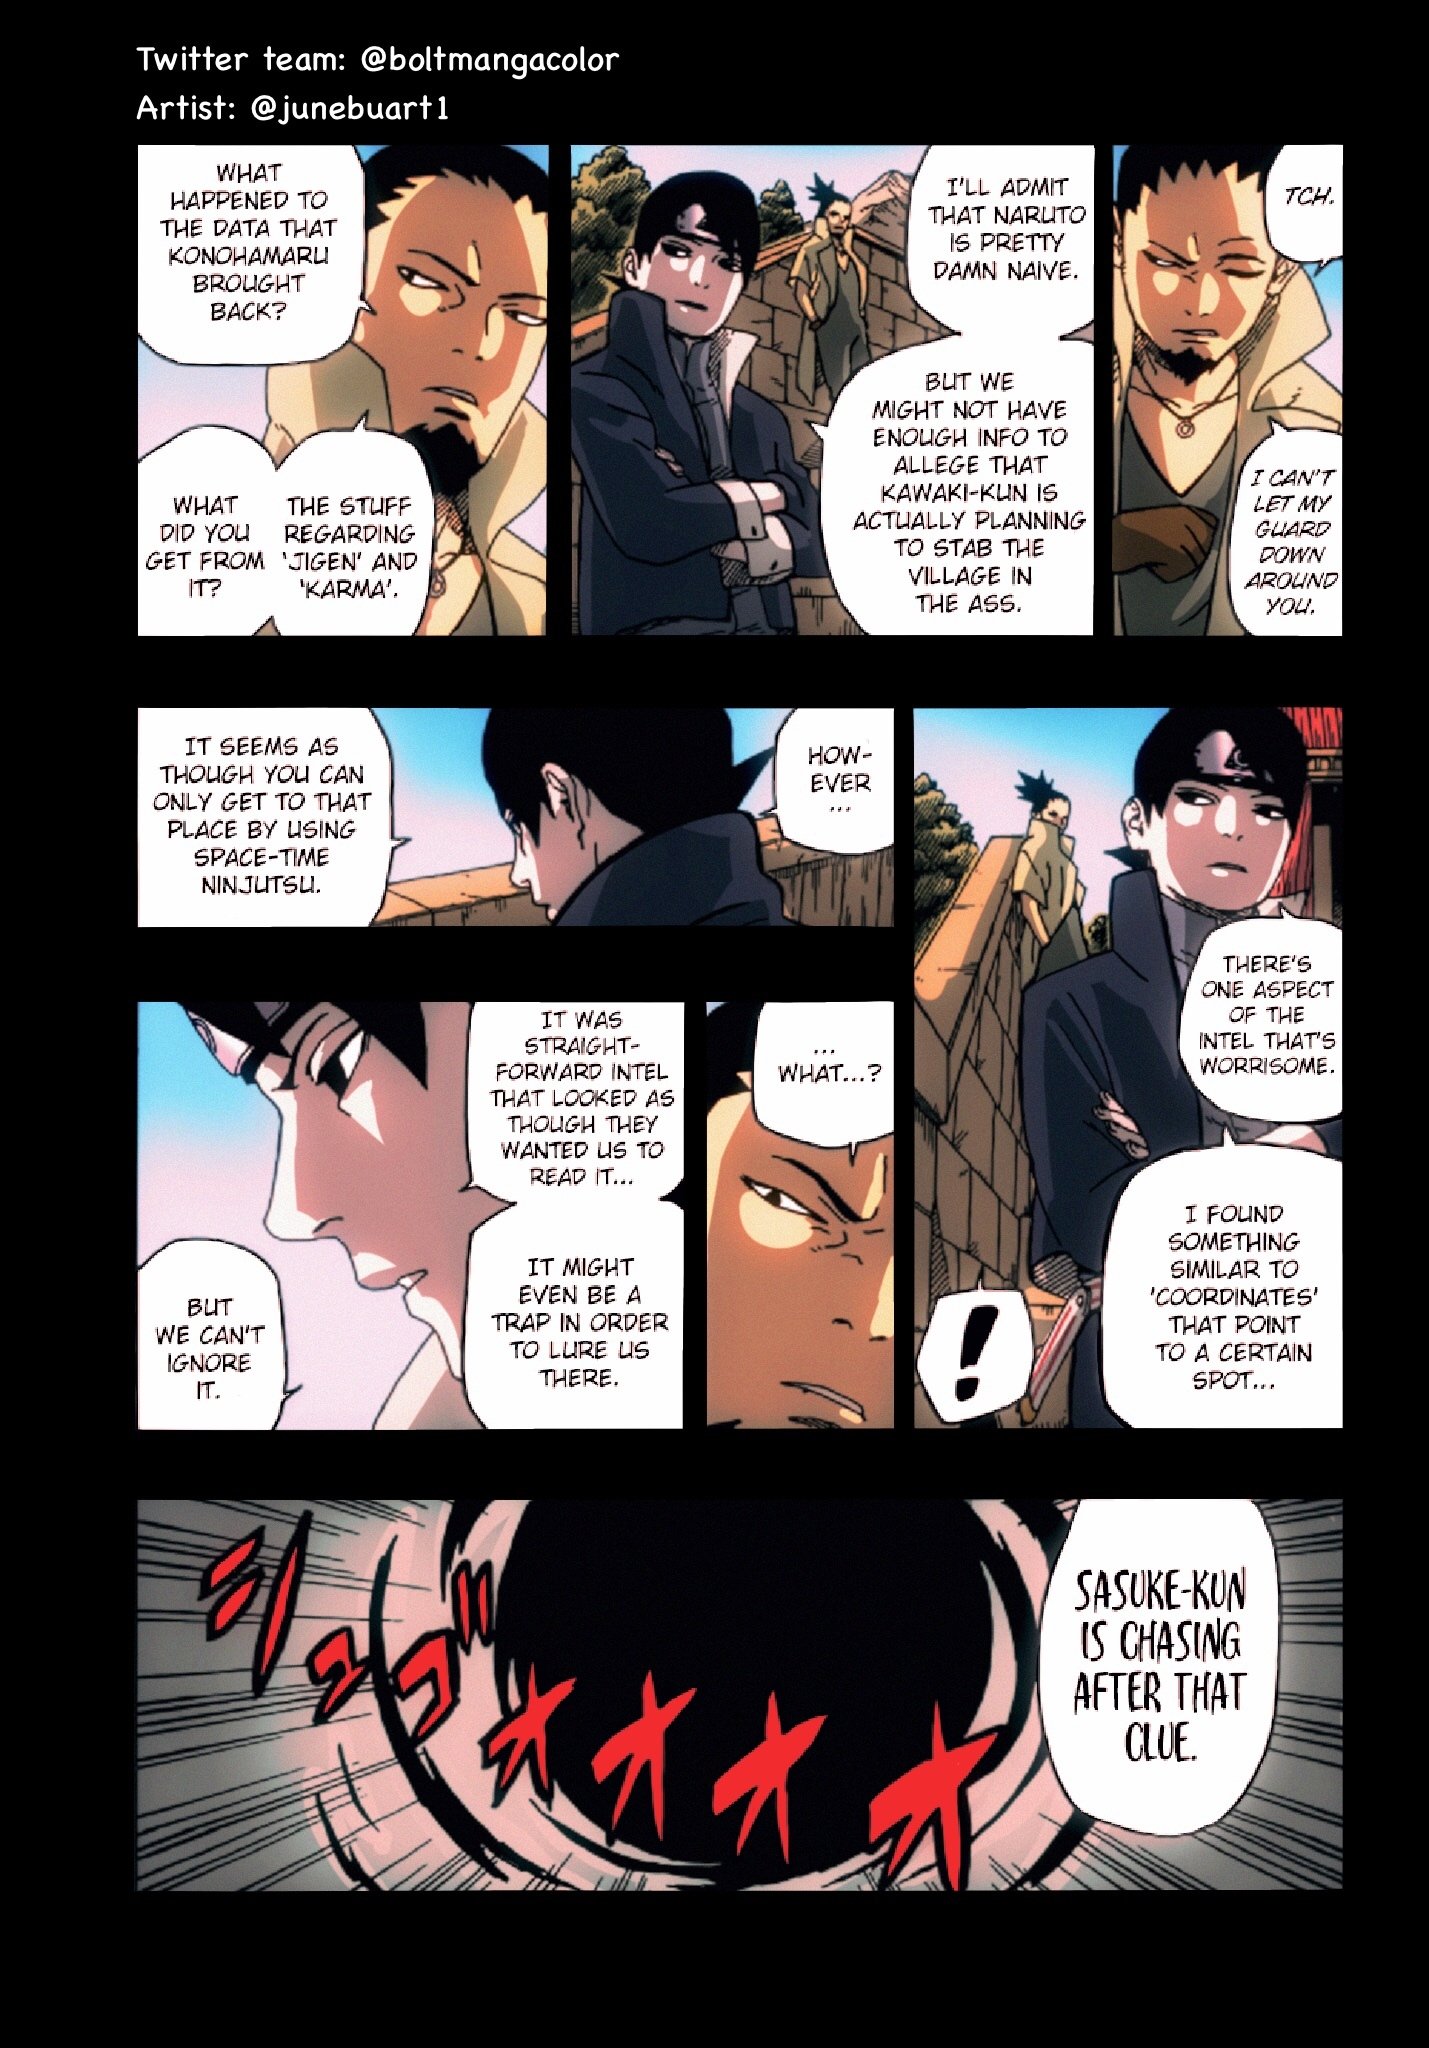 Twitter team: @boltmangacolor
Artist: @junebuart1
TCH.
I CAN'T
LET MY
GUARD
DOWN
AROUND
YOU.
I'LL ADMIT
THAT NARUTO
IS PRETTY
DAMN NAIVE.
BUT WE
MIGHT NOT HAVE
ENOUGH INFO TO
ALLEGE THAT
KAWAKI-KUN IS
ACTUALLY PLANNING
TO STAB THE
VILLAGE IN
THE ASS.
WHAT
HAPPENED TO
THE DATA THAT
KONOHAMARU
BROUGHT
BACK?
THE STUFF
REGARDING
'JIGEN' AND
'KARMA'.
WHAT
DID YOU
GET FROM
IT?
THERE'S
ONE ASPECT
OF THE
INTEL THAT'S
WORRISOME.
I FOUND
SOMETHING
SIMILAR TO
'COORDINATES'
THAT POINT
TO A CERTAIN
SPOT...
!
HOW-
EVER
...
IT SEEMS AS
THOUGH YOU CAN
ONLY GET TO THAT
PLACE BY USING
SPACE-TIME
NINJUTSU.
...
WHAT...?
IT WAS
STRAIGHT-
FORWARD INTEL
THAT LOOKED AS
THOUGH THEY
WANTED US TO
READ IT...
IT MIGHT
EVEN BE A
TRAP IN ORDER
TO LURE US
THERE.
BUT
WE CAN'T
IGNORE
IT.
SASUKE-KUN
IS CHASING
AFTER THAT
CLUE.
シュゴオオオオ